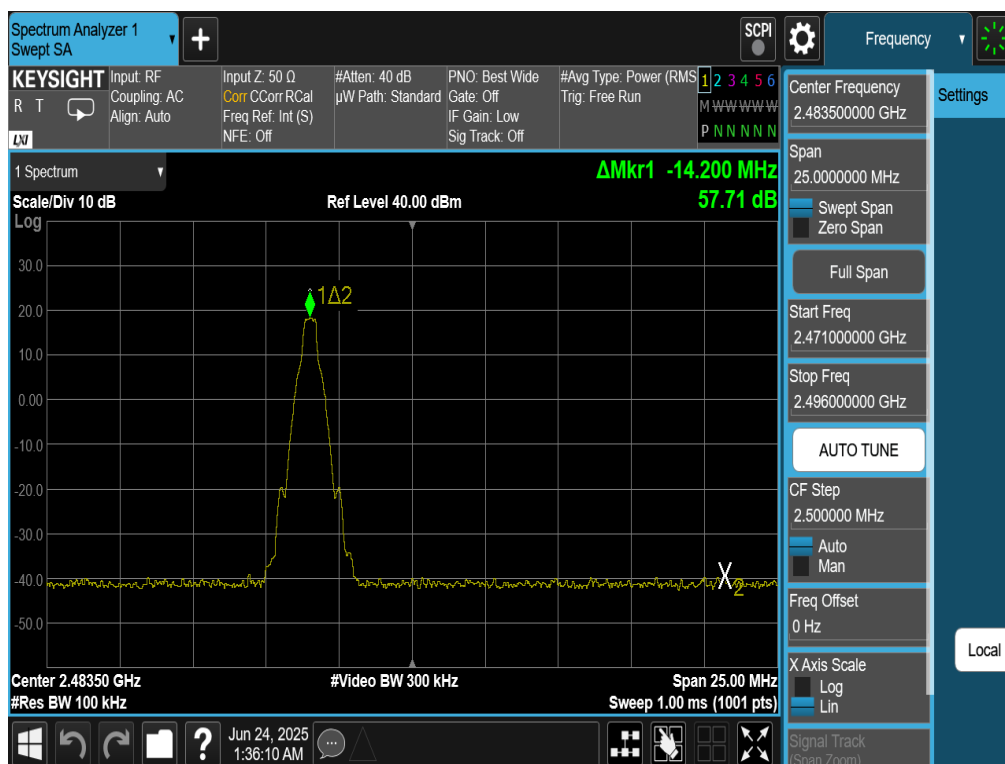 Spectrum Analyzer 1
Swept SA
+
SCPI
Frequency
KEYSIGHT
R T
LXI
Input: RF
Coupling: AC
Align: Auto
Input Z: 50 Ω
Corr CCorr RCal
Freq Ref: Int (S)
NFE: Off
#Atten: 40 dB
µW Path: Standard
PNO: Best Wide
Gate: Off
IF Gain: Low
Sig Track: Off
#Avg Type: Power (RMS
Trig: Free Run
1 2 3 4 5 6
M W W W W W
P N N N N N
1 Spectrum
Scale/Div 10 dB
Ref Level 40.00 dBm
ΔMkr1 -14.200 MHz
57.71 dB
Log
30.0
20.0
10.0
0.00
-10.0
-20.0
-30.0
-40.0
-50.0
1Δ2
X
2
Center 2.48350 GHz
#Video BW 300 kHz
Span 25.00 MHz
#Res BW 100 kHz
Sweep 1.00 ms (1001 pts)
Jun 24, 2025
1:36:10 AM
?
Center Frequency
2.483500000 GHz
Span
25.0000000 MHz
Swept Span
Zero Span
Full Span
Start Freq
2.471000000 GHz
Stop Freq
2.496000000 GHz
AUTO TUNE
CF Step
2.500000 MHz
Auto
Man
Freq Offset
0 Hz
X Axis Scale
Log
Lin
Signal Track
(Span Zoom)
Settings
Local